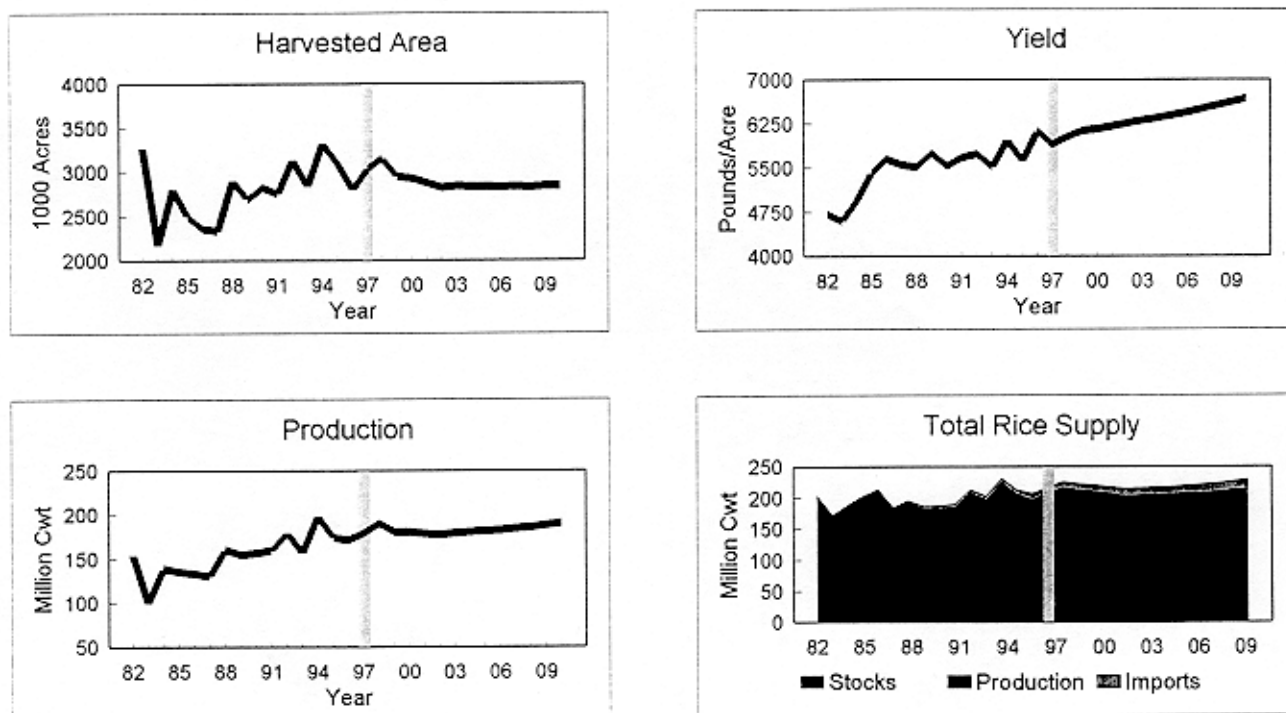 Harvested Area
4000
3500
3000
2500
2000
1000 Acres
82 85 88 91 94 97 00 03 06 09
Year
Yield
7000
6250
5500
4750
4000
Pounds/Acre
82 85 88 91 94 97 00 03 06 09
Year
Production
250
200
150
100
50
Million Cwt
82 85 88 91 94 97 00 03 06 09
Year
Total Rice Supply
250
200
150
100
50
0
Million Cwt
82 85 88 91 94 97 00 03 06 09
Stocks Production Imports